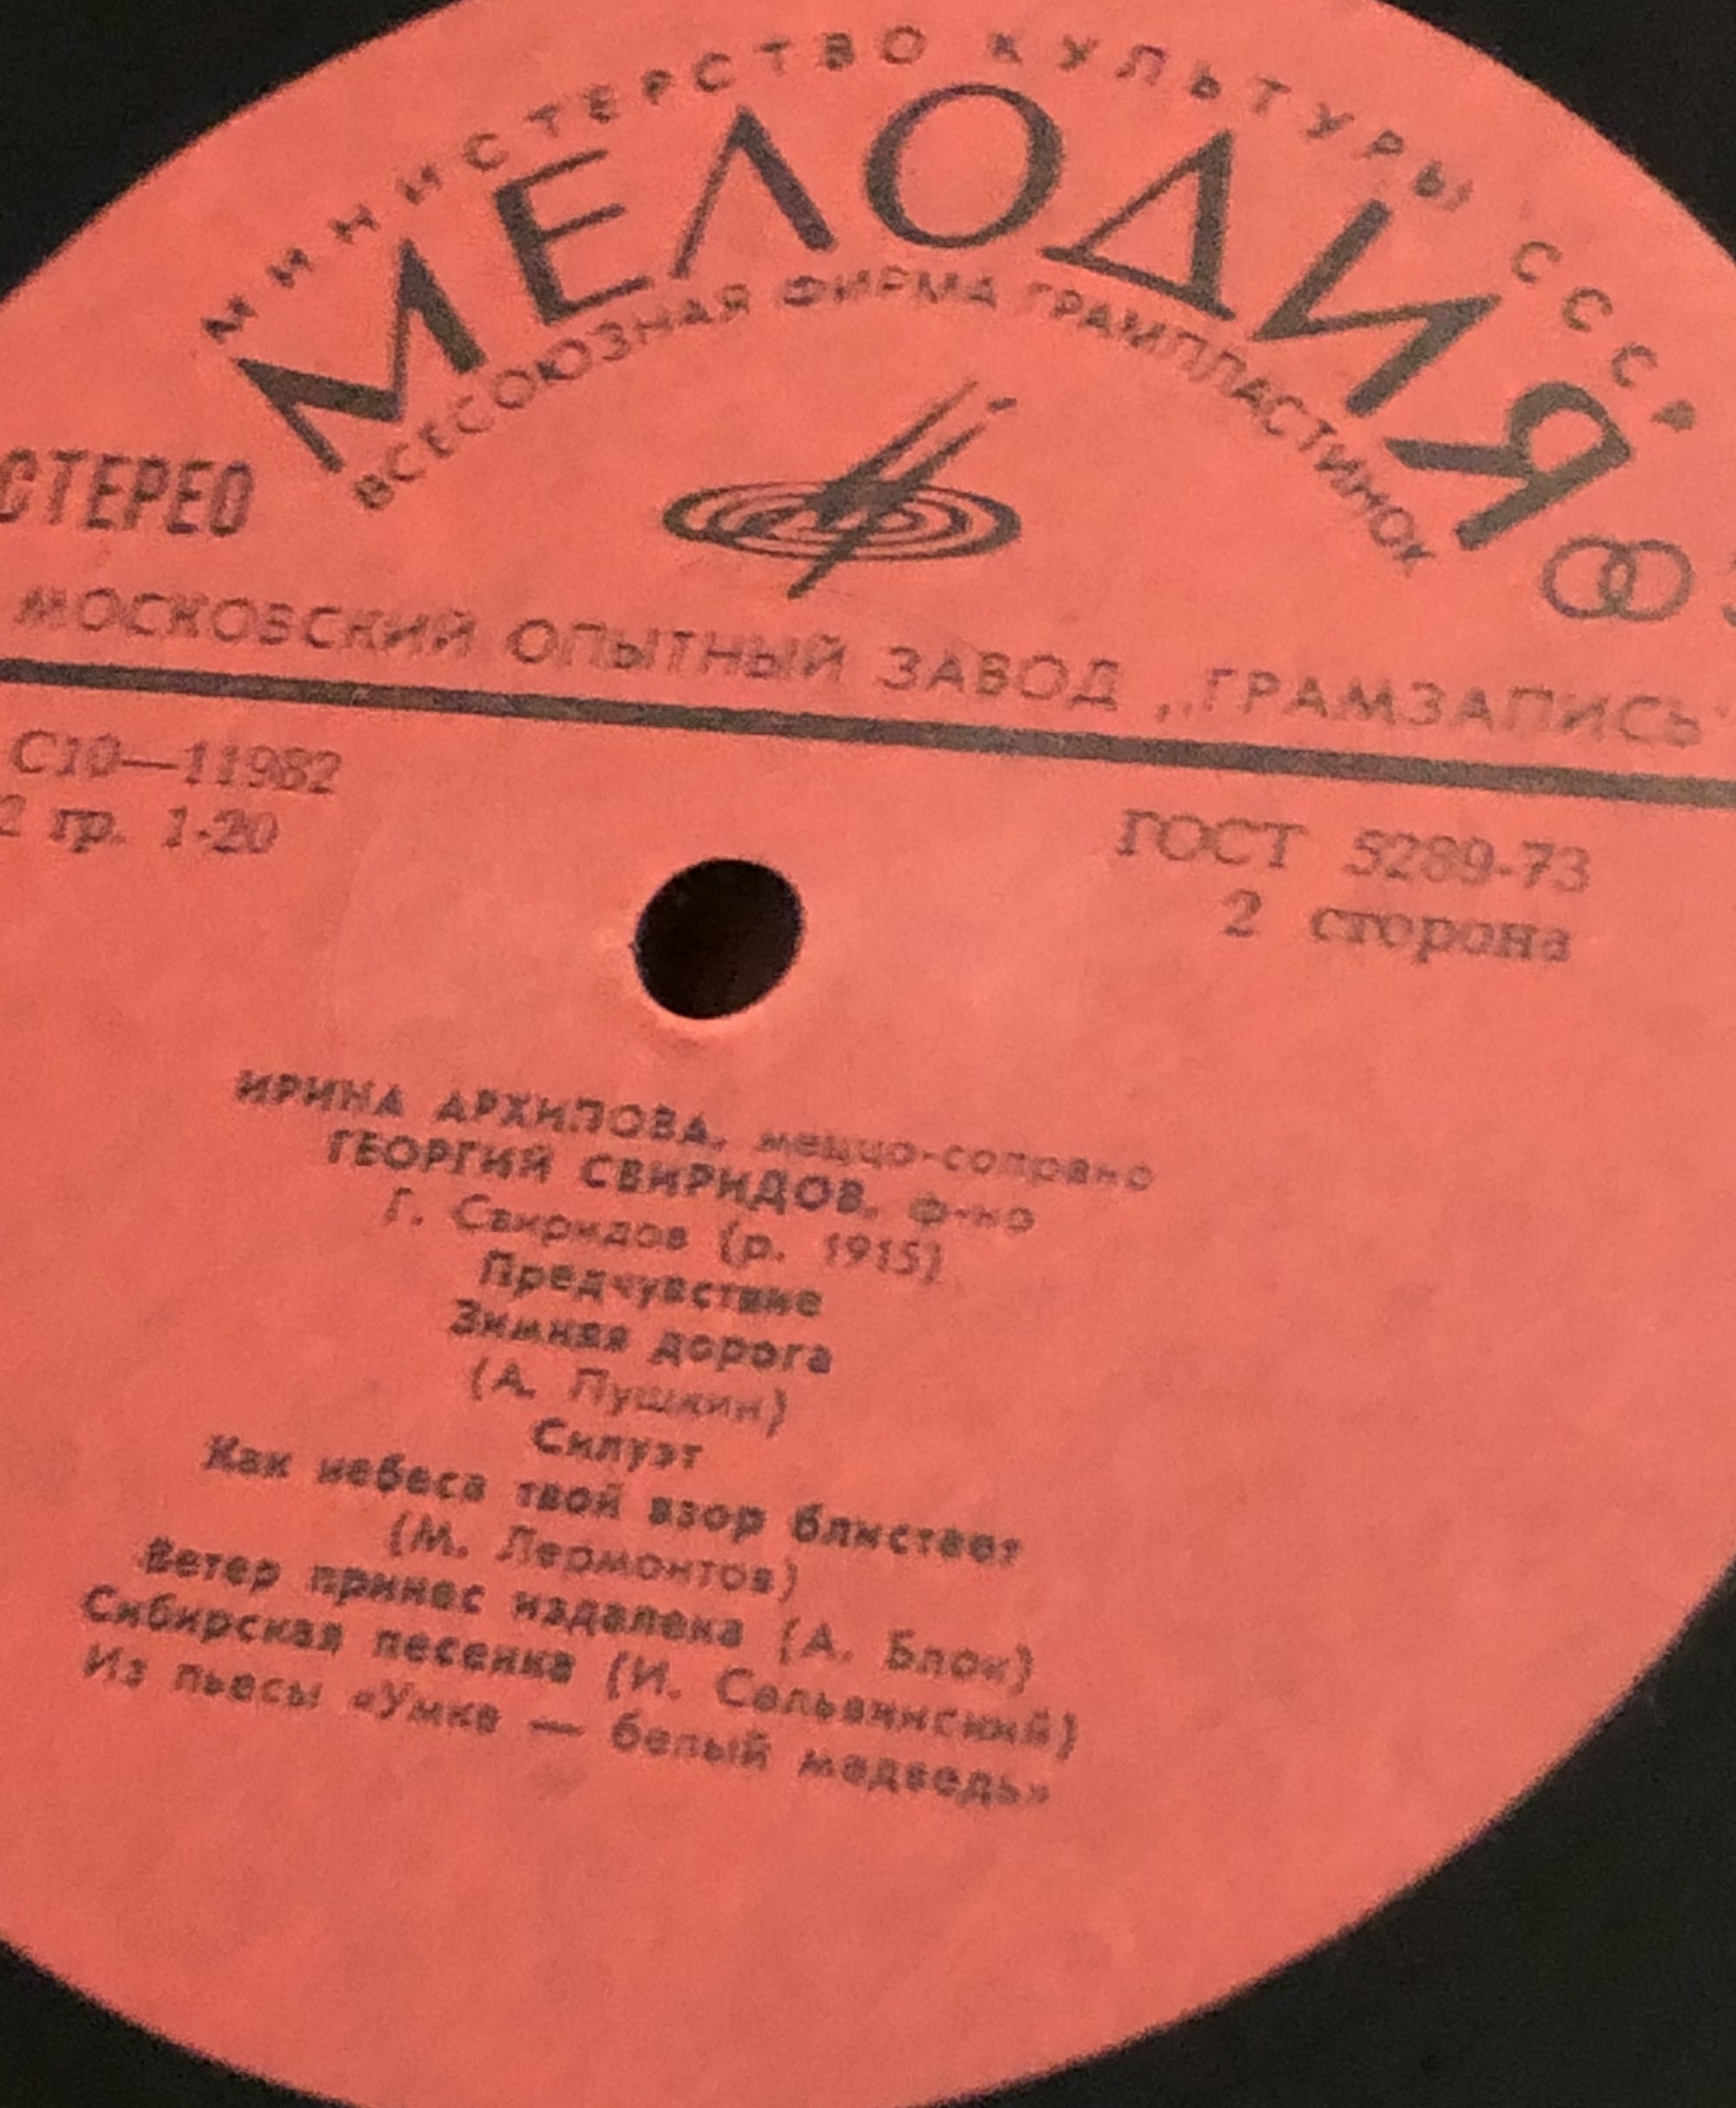 МИНИСТЕРСТВО КУЛЬТУРЫ СССР
МЕЛОДИЯ
ВСЕСОЮЗНАЯ ФИРМА ГРАМПЛАСТИНОК
СТЕРЕО
МОСКОВСКИЙ ОПЫТНЫЙ ЗАВОД „ГРАМЗАПИСЬ"
С10—11982
2 гр. 1-20
ГОСТ 5289-73
2 сторона
ИРИНА АРХИПОВА, меццо-сопрано
ГЕОРГИЙ СВИРИДОВ, ф-но
Г. Свиридов (р. 1915)
Предчувствие
Зимняя дорога
(А. Пушкин)
Силуэт
Как небеса твой взор блистает
(М. Лермонтов)
Ветер принес издалека (А. Блок)
Сибирская песенка (И. Сельвинский)
Из пьесы «Умка — белый медведь»